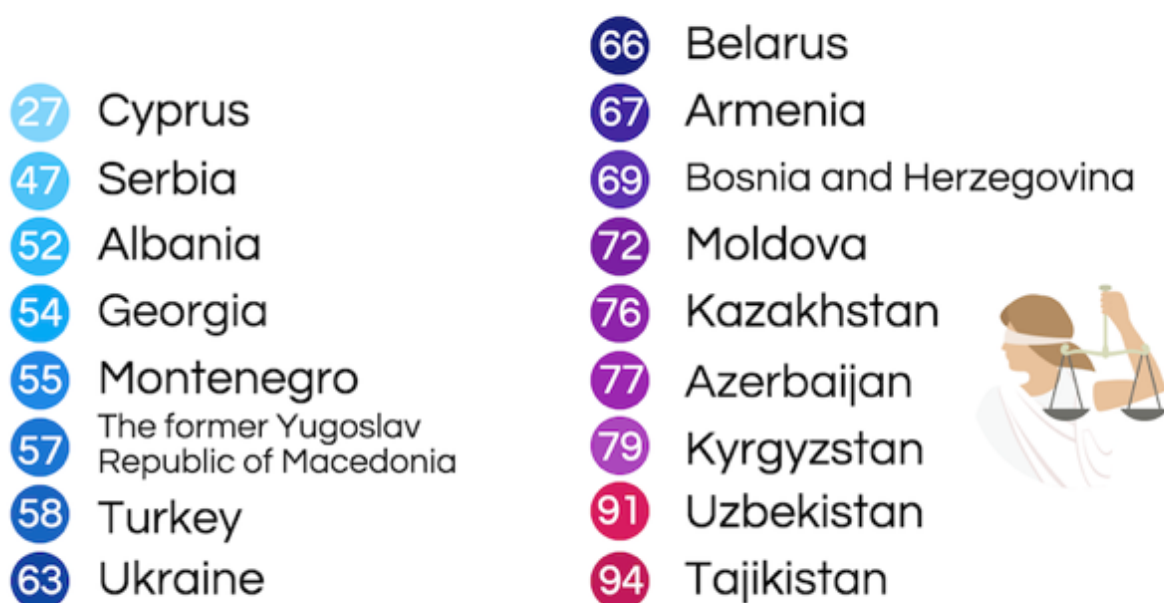 27 Cyprus
47 Serbia
52 Albania
54 Georgia
55 Montenegro
57 The former Yugoslav
Republic of Macedonia
58 Turkey
63 Ukraine
66 Belarus
67 Armenia
69 Bosnia and Herzegovina
72 Moldova
76 Kazakhstan
77 Azerbaijan
79 Kyrgyzstan
91 Uzbekistan
94 Tajikistan